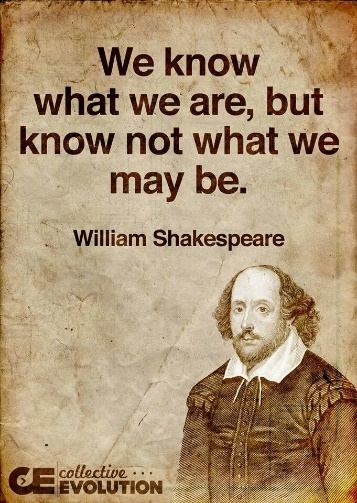 We know
what we are, but
know not what we
may be.
William Shakespeare
CE collective ...
EVOLUTION